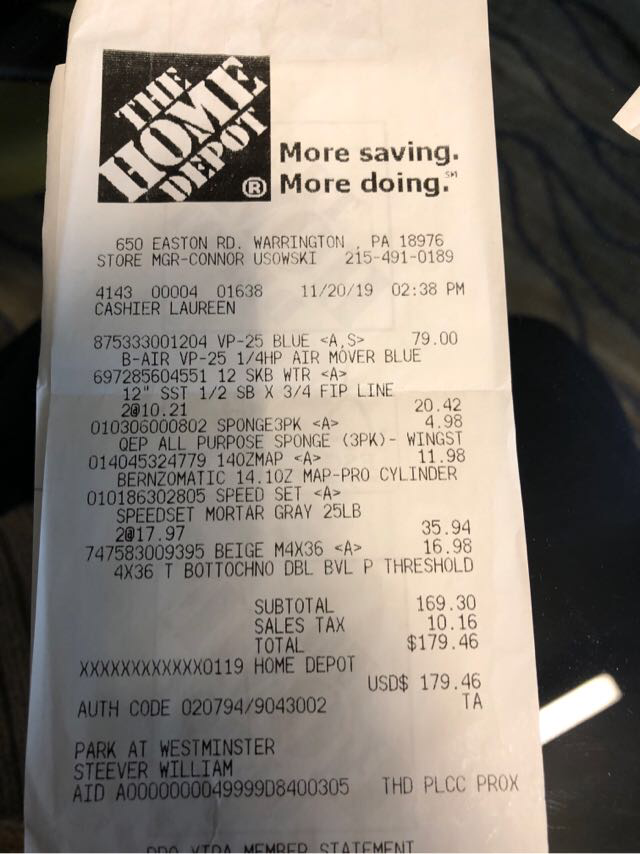 THE
HOME
DEPOT
®
More saving.
More doing.℠
650 EASTON RD. WARRINGTON , PA 18976
STORE MGR-CONNOR USOWSKI 215-491-0189
4143 00004 01638 11/20/19 02:38 PM
CASHIER LAUREEN
875333001204 VP-25 BLUE <A,S> 79.00
B-AIR VP-25 1/4HP AIR MOVER BLUE
697285604551 12 SKB WTR <A>
12" SST 1/2 SB X 3/4 FIP LINE
2@10.21 20.42
010306000802 SPONGE3PK <A> 4.98
QEP ALL PURPOSE SPONGE (3PK)- WINGST
014045324779 14OZMAP <A> 11.98
BERNZOMATIC 14.1OZ MAP-PRO CYLINDER
010186302805 SPEED SET <A>
SPEEDSET MORTAR GRAY 25LB
2@17.97 35.94
747583009395 BEIGE M4X36 <A> 16.98
4X36 T BOTTOCHNO DBL BVL P THRESHOLD
SUBTOTAL 169.30
SALES TAX 10.16
TOTAL $179.46
XXXXXXXXXXXX0119 HOME DEPOT
USD$ 179.46
AUTH CODE 020794/9043002 TA
PARK AT WESTMINSTER
STEEVER WILLIAM
AID A0000000049999D8400305 THD PLCC PROX
PRO XTRA MEMBER STATEMENT